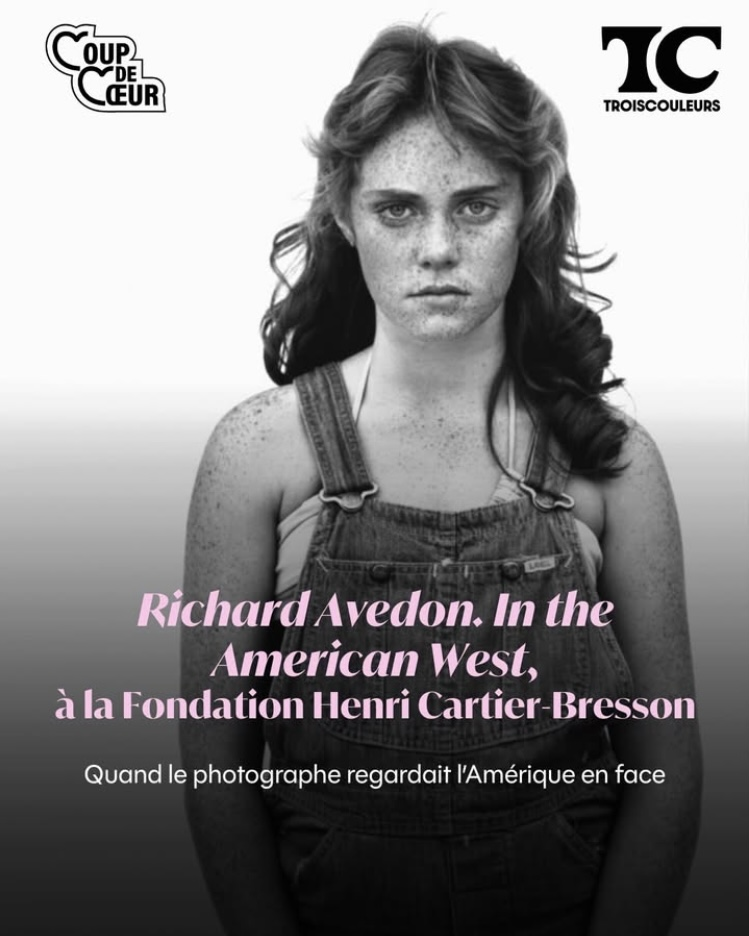 COUP
DE
CŒUR
TC
TROISCOULEURS
Richard Avedon. In the
American West,
à la Fondation Henri Cartier-Bresson
Quand le photographe regardait l'Amérique en face